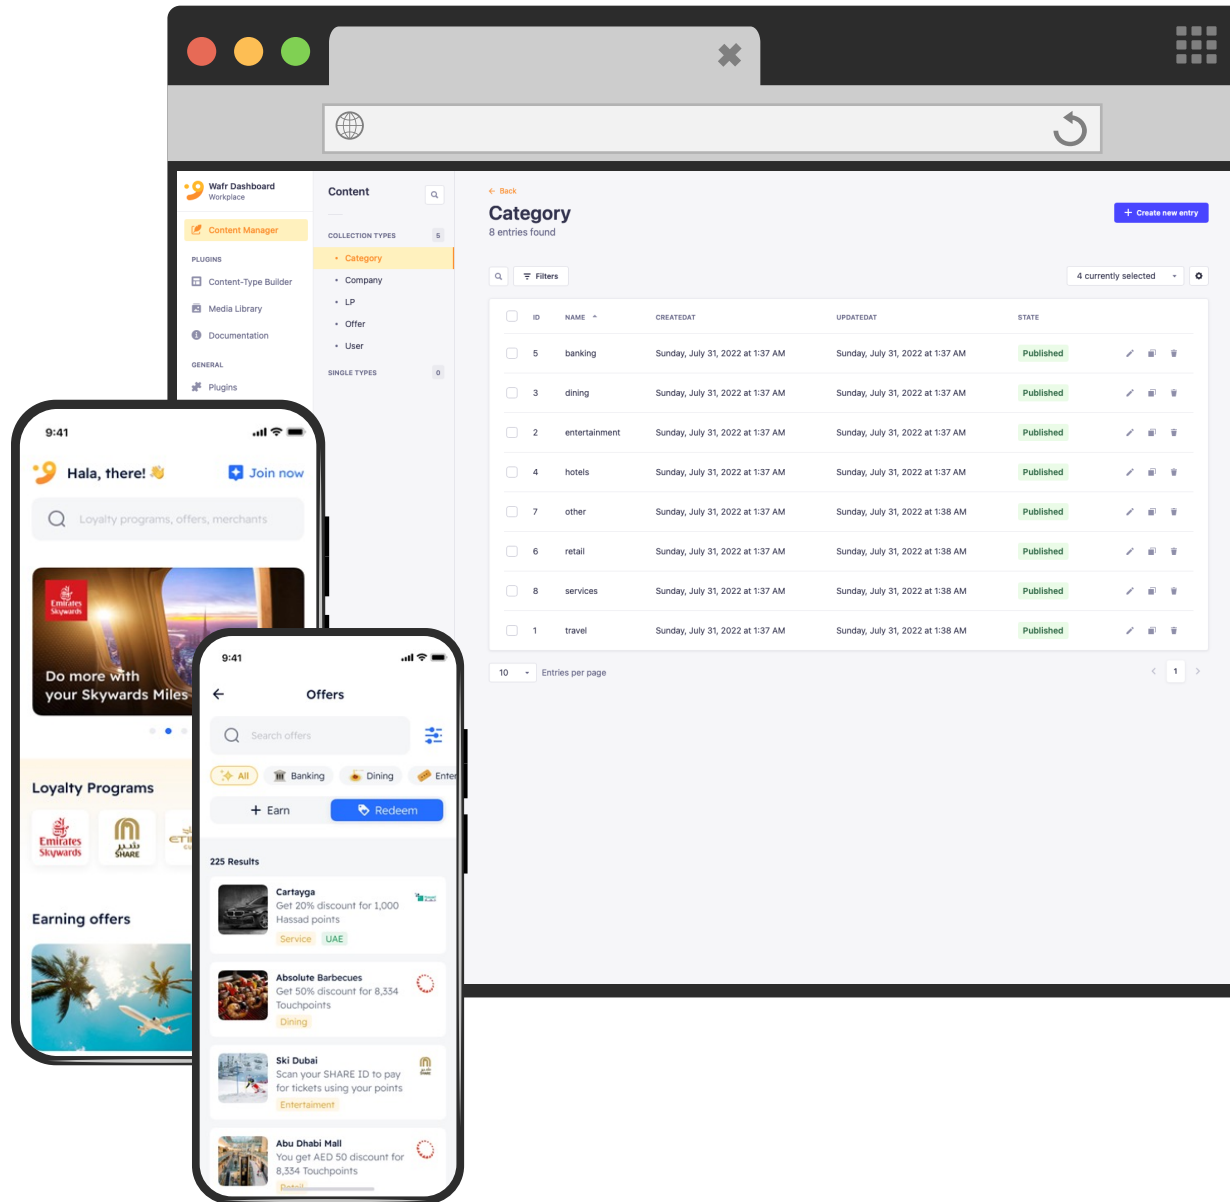 Wafr Dashboard
Workplace
Content Manager
PLUGINS
Content-Type Builder
Media Library
Documentation
GENERAL
Plugins
Content
COLLECTION TYPES 5
Category
Company
LP
Offer
User
SINGLE TYPES 0
Back
Category
8 entries found
Create new entry
Filters
4 currently selected
ID NAME CREATEDAT UPDATEDAT STATE
5 banking Sunday, July 31, 2022 at 1:37 AM Sunday, July 31, 2022 at 1:37 AM Published
3 dining Sunday, July 31, 2022 at 1:37 AM Sunday, July 31, 2022 at 1:37 AM Published
2 entertainment Sunday, July 31, 2022 at 1:37 AM Sunday, July 31, 2022 at 1:37 AM Published
4 hotels Sunday, July 31, 2022 at 1:37 AM Sunday, July 31, 2022 at 1:37 AM Published
7 other Sunday, July 31, 2022 at 1:37 AM Sunday, July 31, 2022 at 1:38 AM Published
6 retail Sunday, July 31, 2022 at 1:37 AM Sunday, July 31, 2022 at 1:38 AM Published
8 services Sunday, July 31, 2022 at 1:37 AM Sunday, July 31, 2022 at 1:38 AM Published
1 travel Sunday, July 31, 2022 at 1:37 AM Sunday, July 31, 2022 at 1:38 AM Published
10 Entries per page
1
9:41
Hala, there!
Join now
Loyalty programs, offers, merchants
Emirates
Skywards
Do more with
your Skywards Miles
Loyalty Programs
Emirates
Skywards
شير
SHARE
Earning offers
9:41
Offers
Search offers
All Banking Dining Enter
+ Earn Redeem
225 Results
Cartayga
Get 20% discount for 1,000
Hassad points
Service UAE
Absolute Barbecues
Get 50% discount for 8,334
Touchpoints
Dining
Ski Dubai
Scan your SHARE ID to pay
for tickets using your points
Entertaiment
SHARE
Abu Dhabi Mall
You get AED 50 discount for
8,334 Touchpoints
Retail